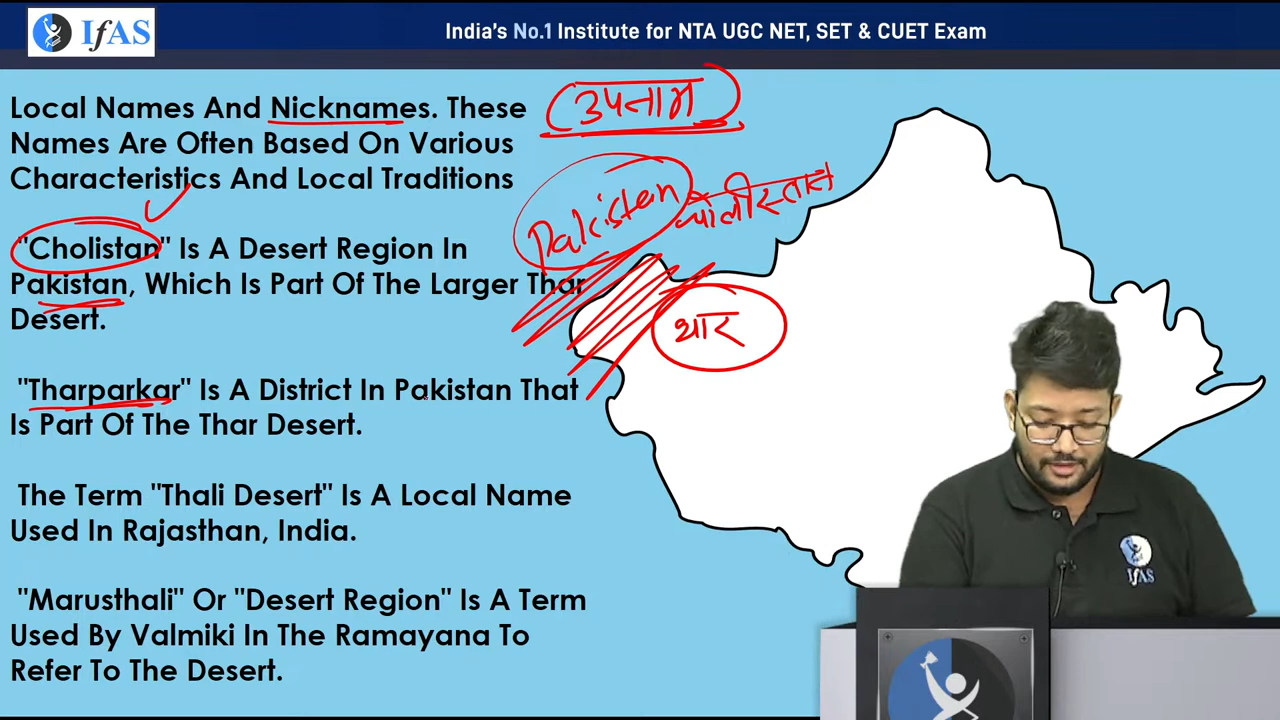 IfAS
India's No.1 Institute for NTA UGC NET, SET & CUET Exam
Local Names And Nicknames. These
Names Are Often Based On Various
Characteristics And Local Traditions
"Cholistan" Is A Desert Region In
Pakistan, Which Is Part Of The Larger Thar
Desert.
"Tharparkar" Is A District In Pakistan That
Is Part Of The Thar Desert.
The Term "Thali Desert" Is A Local Name
Used In Rajasthan, India.
"Marusthali" Or "Desert Region" Is A Term
Used By Valmiki In The Ramayana To
Refer To The Desert.
उपनाम
Pakistan
चोलीस्तान
थार
IfAS